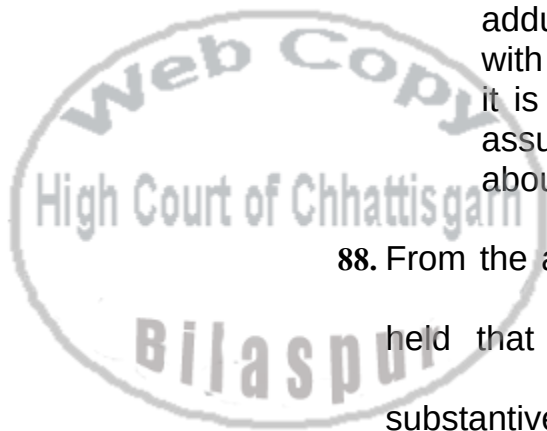 addu
with
it is
assu
abou
88. From the a
held that
substantive
Web Copy
High Court of Chhattisgarh
Bilaspur